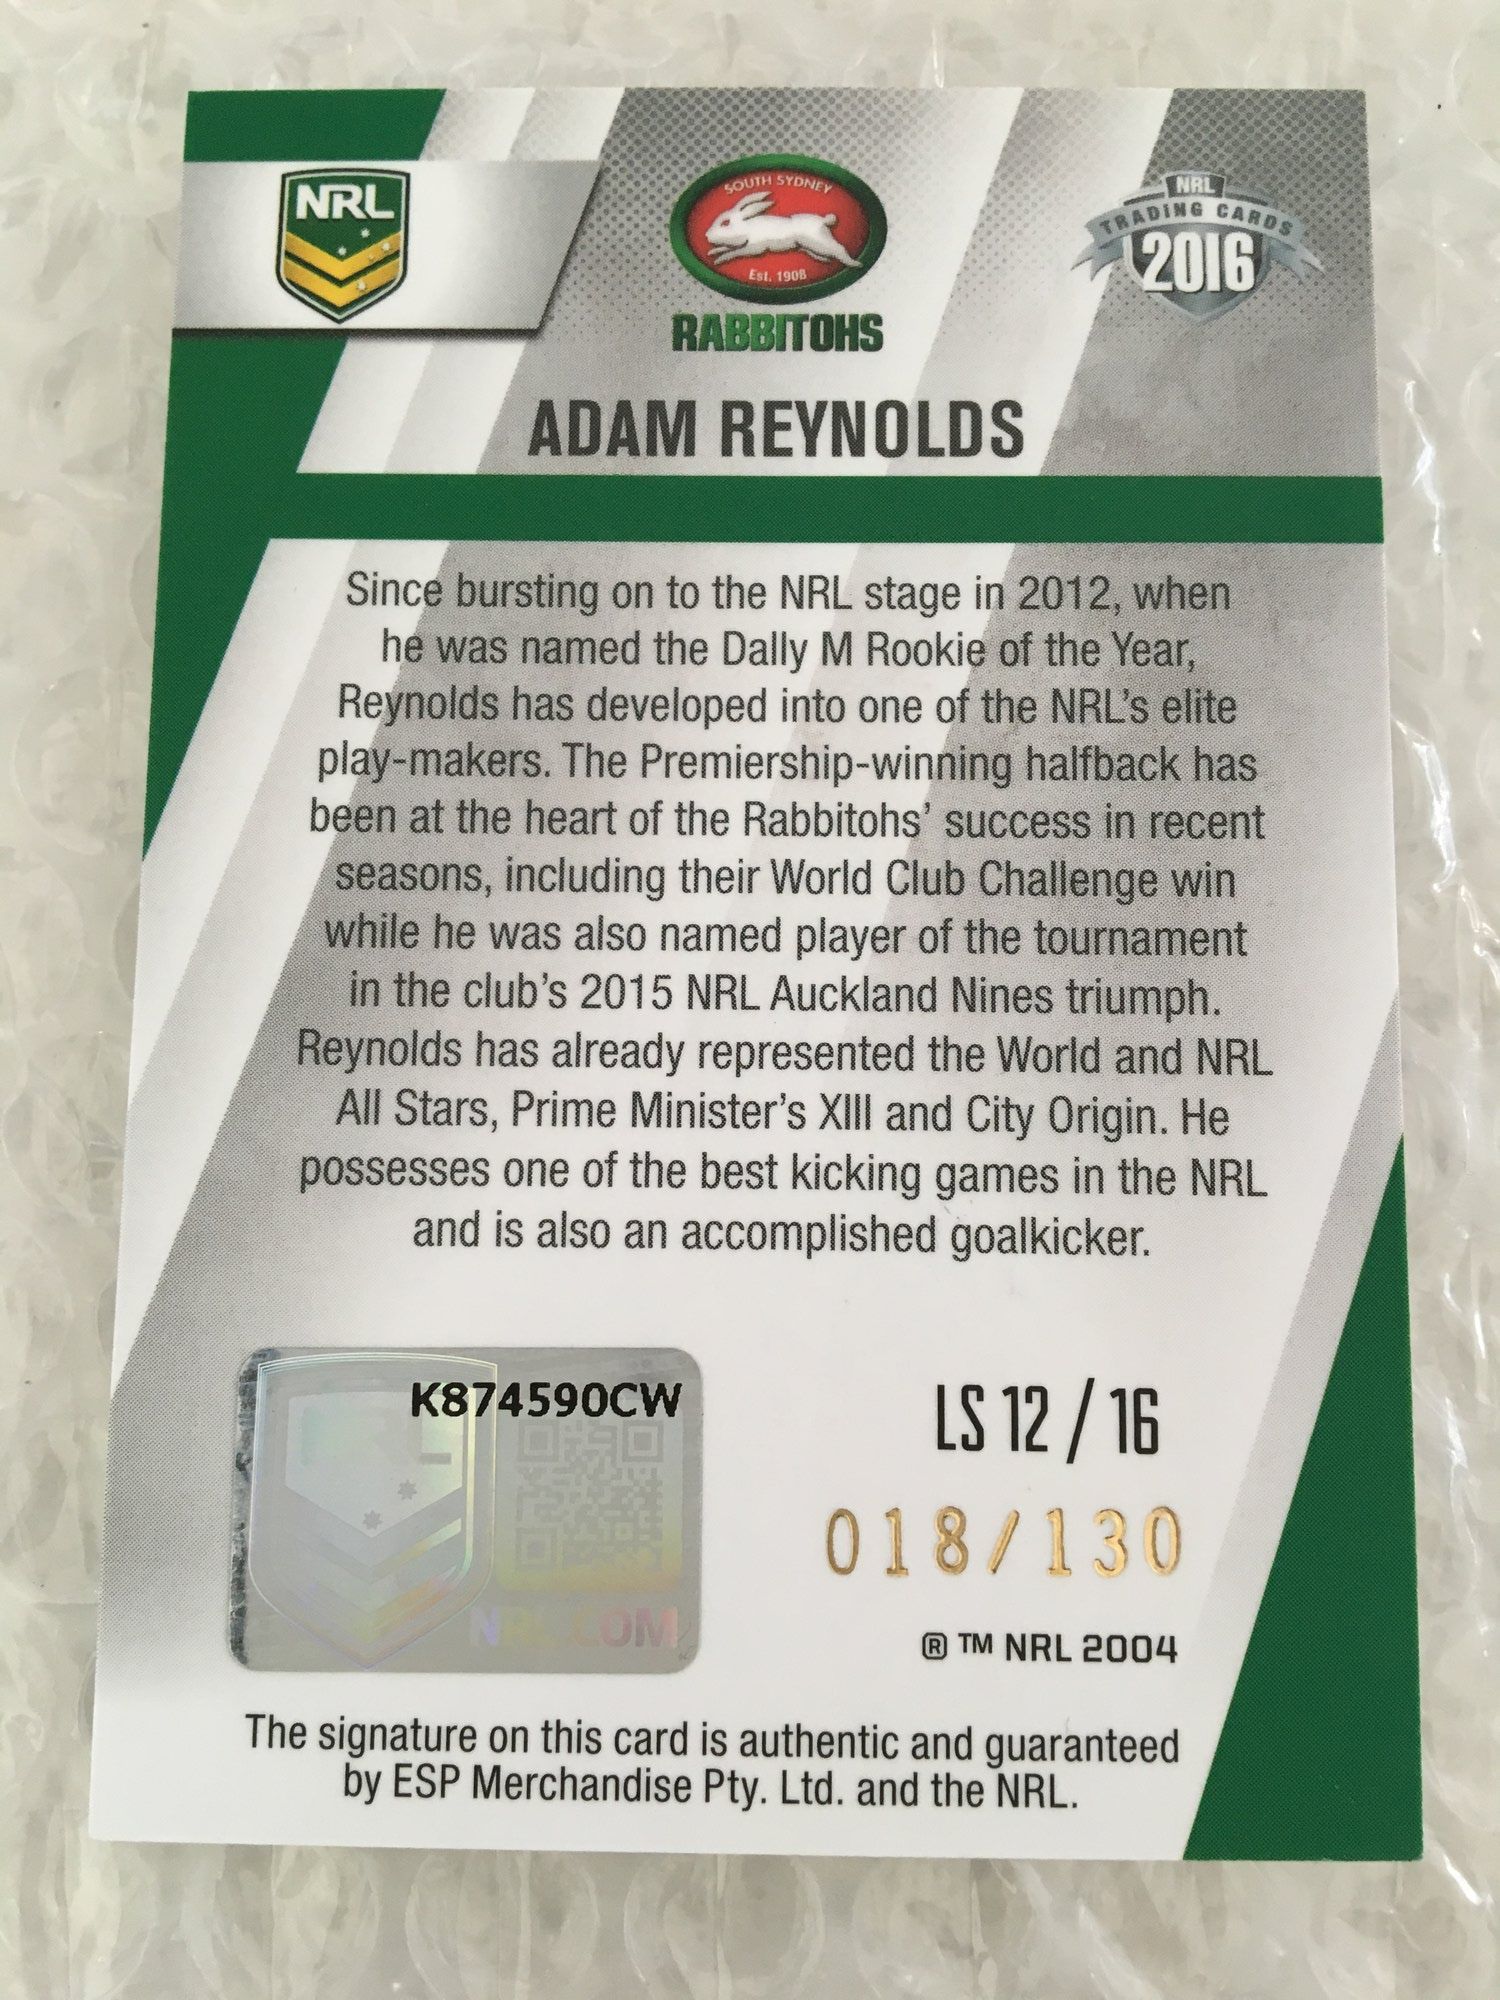 NRL
SOUTH SYDNEY
Est. 1908
RABBITOHS
NRL
TRADING CARDS
2016
ADAM REYNOLDS
Since bursting on to the NRL stage in 2012, when
he was named the Dally M Rookie of the Year,
Reynolds has developed into one of the NRL's elite
play-makers. The Premiership-winning halfback has
been at the heart of the Rabbitohs' success in recent
seasons, including their World Club Challenge win
while he was also named player of the tournament
in the club's 2015 NRL Auckland Nines triumph.
Reynolds has already represented the World and NRL
All Stars, Prime Minister's XIII and City Origin. He
possesses one of the best kicking games in the NRL
and is also an accomplished goalkicker.
K874590CW
NRL.COM
LS 12 / 16
018/130
® ™ NRL 2004
The signature on this card is authentic and guaranteed
by ESP Merchandise Pty. Ltd. and the NRL.